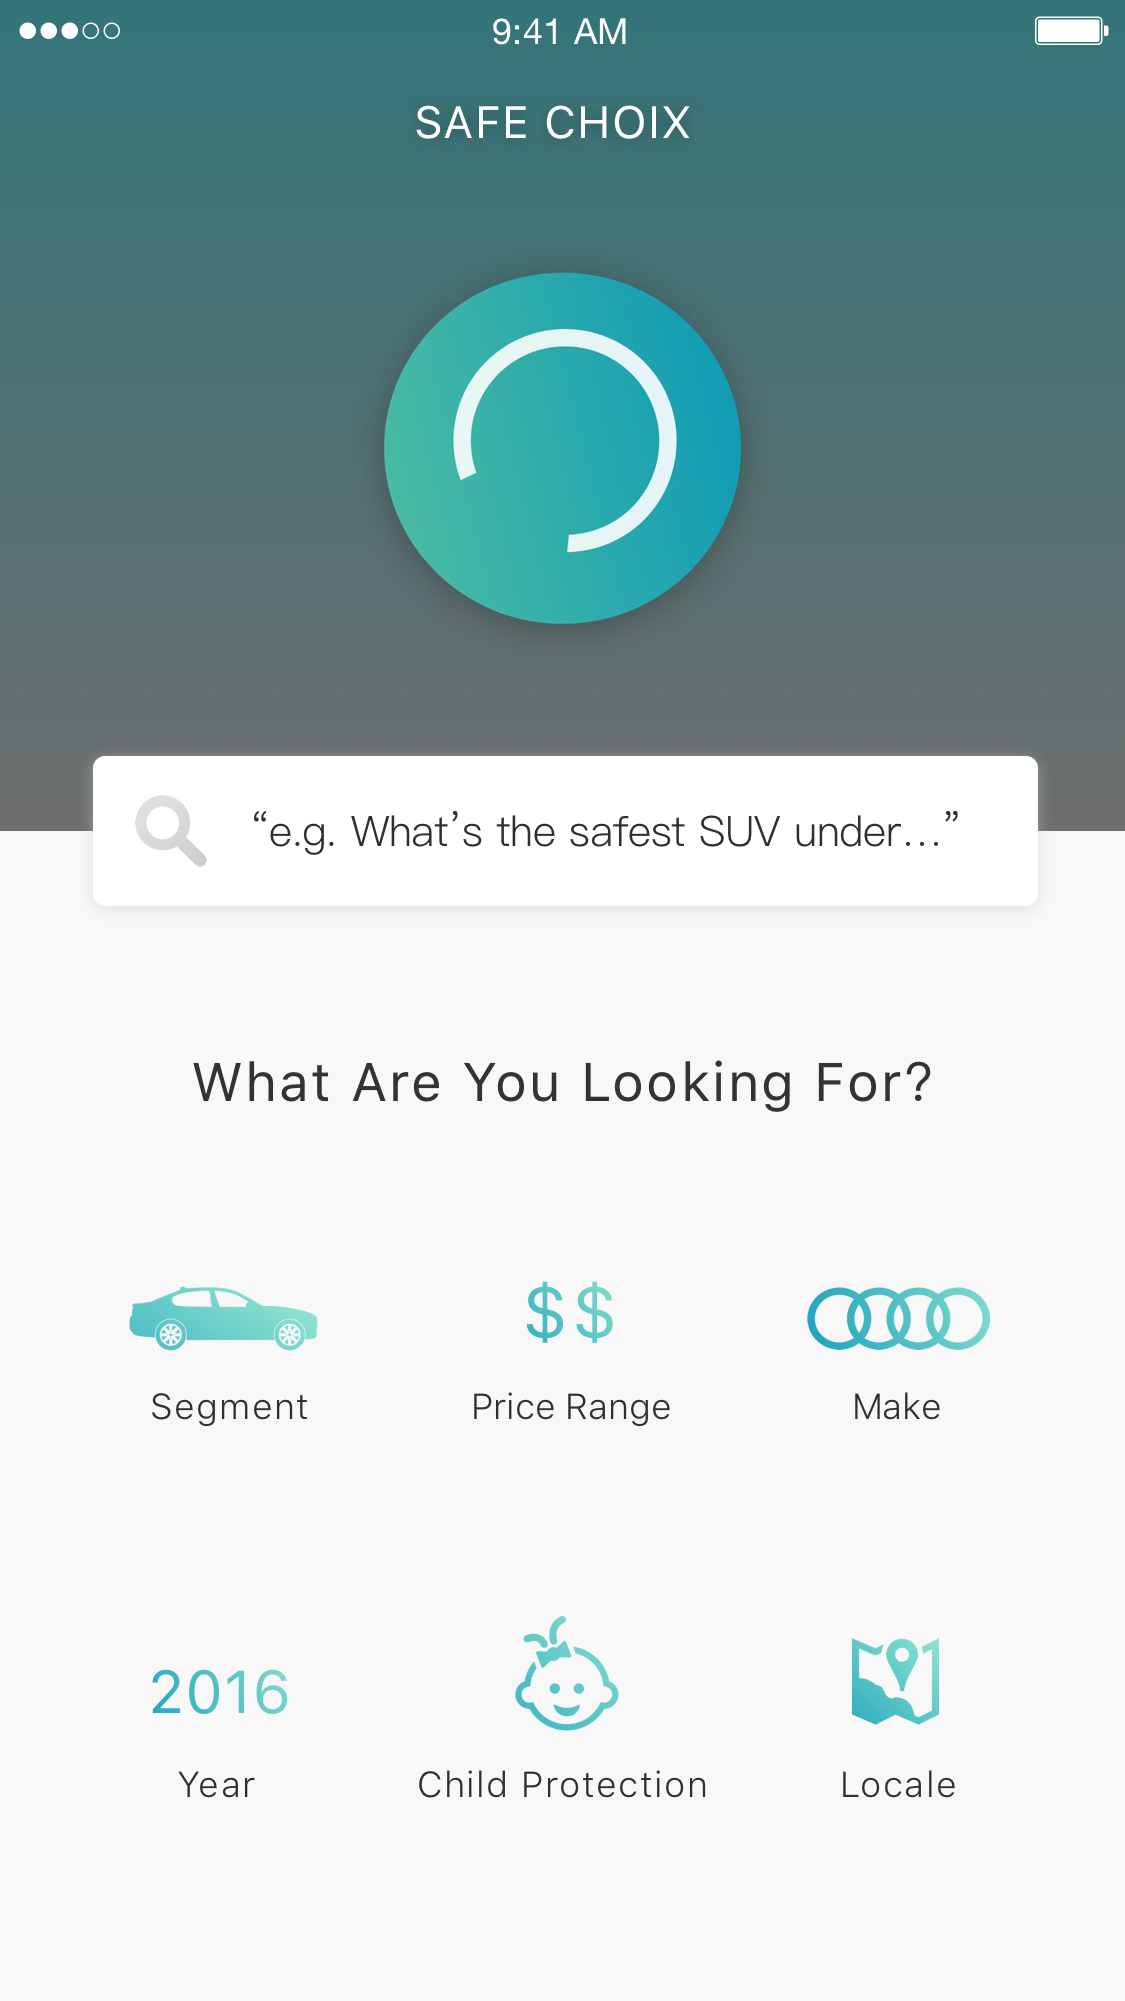 9:41 AM
SAFE CHOIX
“e.g. What’s the safest SUV under...”
What Are You Looking For?
$$
Segment
Price Range
Make
2016
Year
Child Protection
Locale